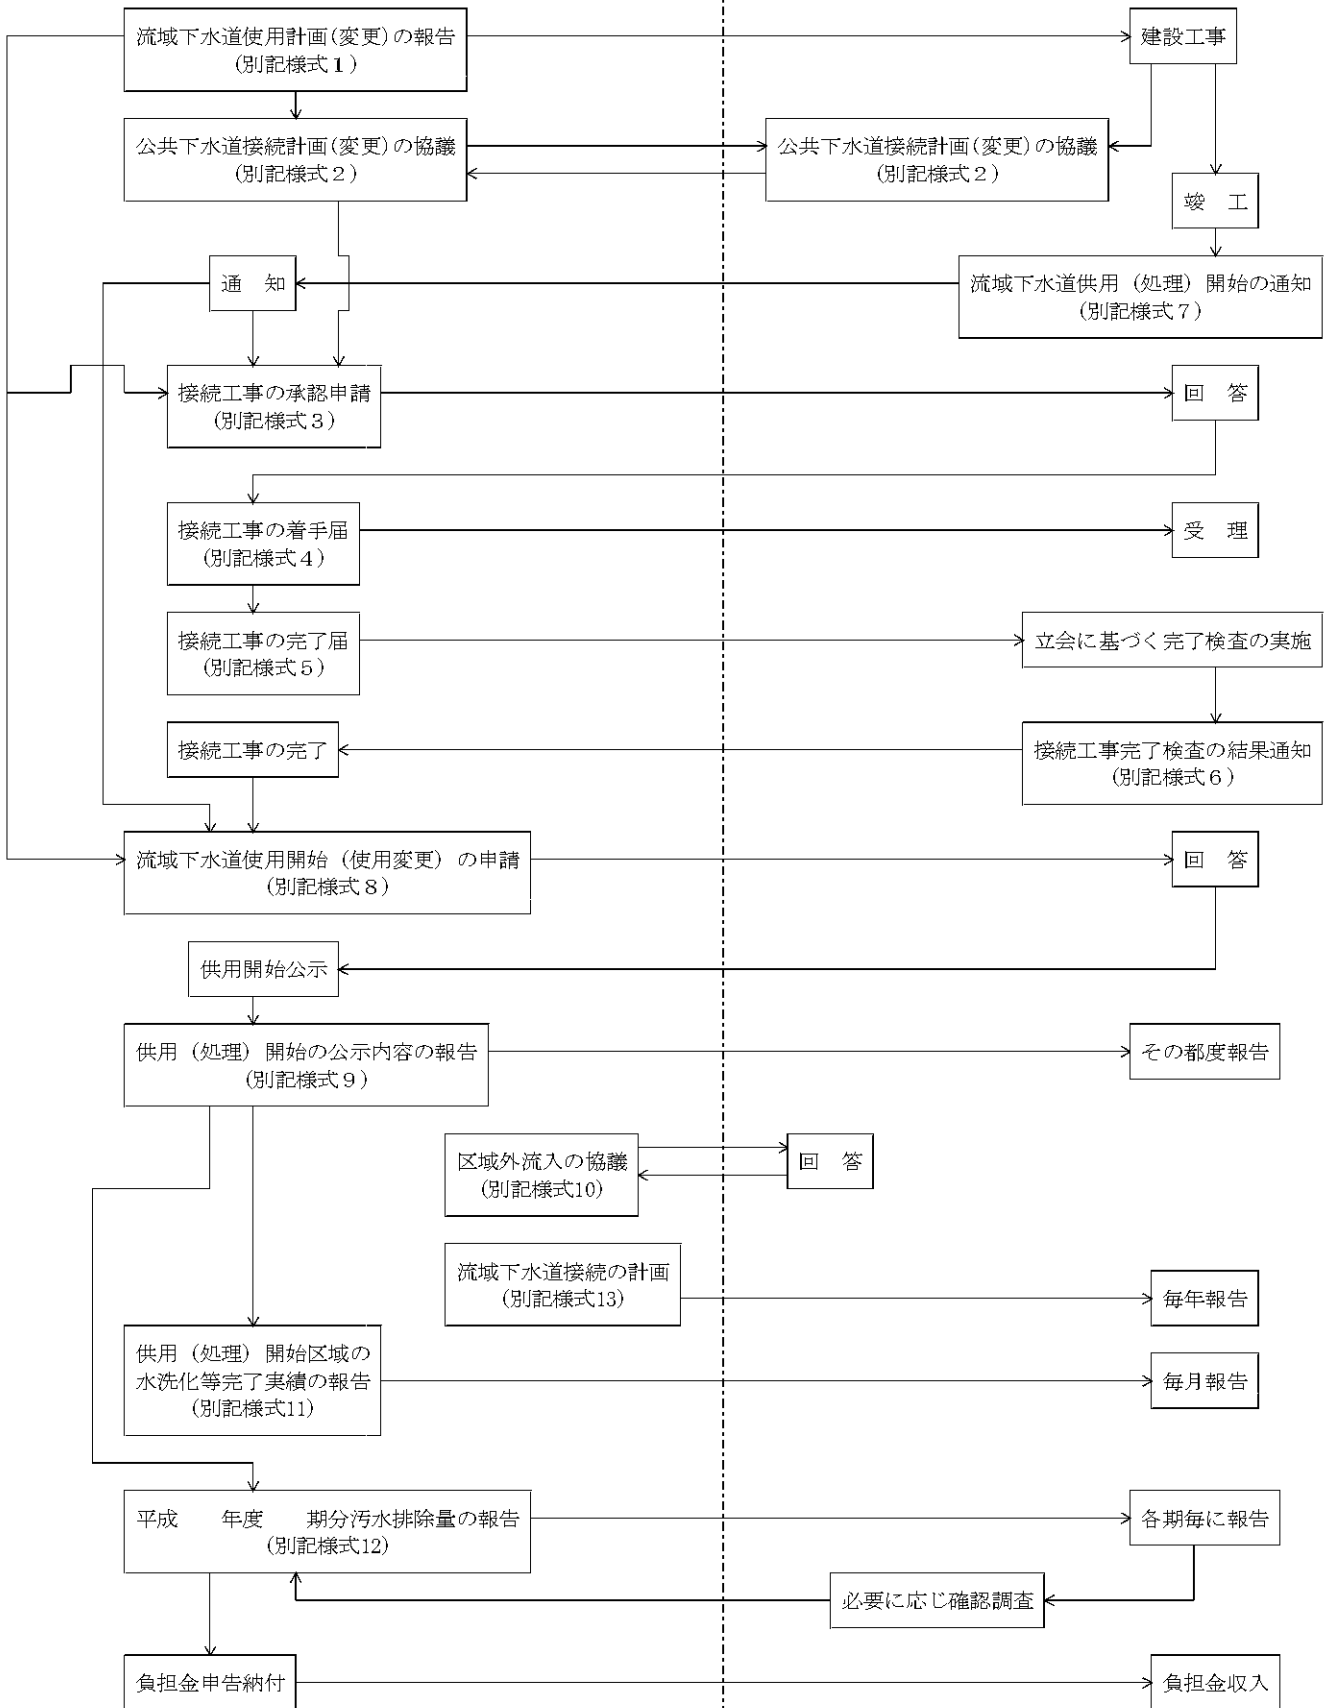 流域下水道使用計画(変更)の報告
(別記様式１)
建設工事
公共下水道接続計画(変更)の協議
(別記様式２)
公共下水道接続計画(変更)の協議
(別記様式２)
竣　工
通　知
流域下水道供用（処理）開始の通知
(別記様式７)
接続工事の承認申請
(別記様式３)
回　答
接続工事の着手届
(別記様式４)
受　理
接続工事の完了届
(別記様式５)
立会に基づく完了検査の実施
接続工事の完了
接続工事完了検査の結果通知
(別記様式６)
流域下水道使用開始（使用変更）の申請
(別記様式８)
回　答
供用開始公示
供用（処理）開始の公示内容の報告
(別記様式９)
その都度報告
区域外流入の協議
(別記様式10)
回　答
流域下水道接続の計画
(別記様式13)
毎年報告
供用（処理）開始区域の
水洗化等完了実績の報告
(別記様式11)
毎月報告
平成　　年度　　期分汚水排除量の報告
(別記様式12)
各期毎に報告
必要に応じ確認調査
負担金申告納付
負担金収入